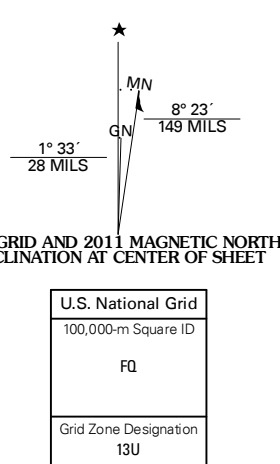 MN
8° 23´
149 MILS
GN
1° 33´
28 MILS
GRID AND 2011 MAGNETIC NORTH
CLINATION AT CENTER OF SHEET
U.S. National Grid
100,000-m Square ID
FQ
Grid Zone Designation
13U